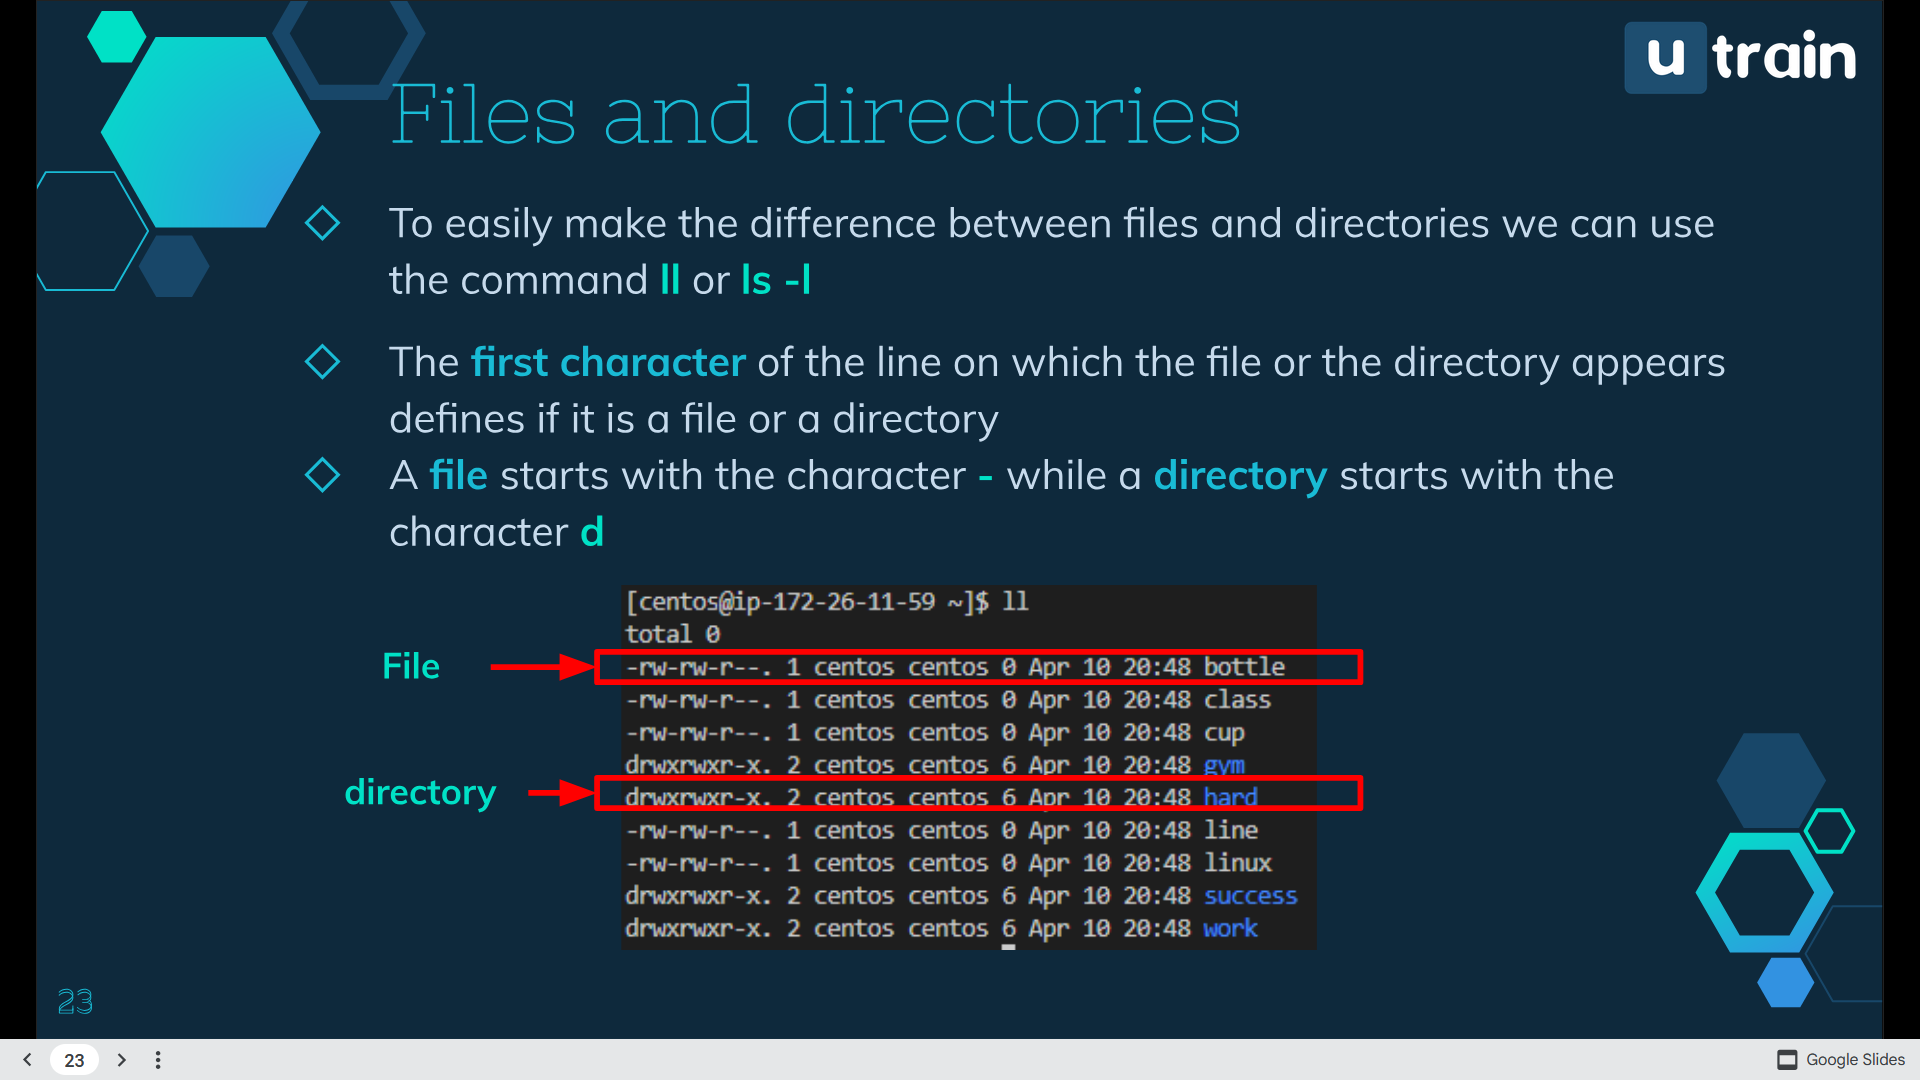 u train
Files and directories
To easily make the difference between files and directories we can use
the command ll or ls -l
The first character of the line on which the file or the directory appears
defines if it is a file or a directory
A file starts with the character - while a directory starts with the
character d
[centos@ip-172-26-11-59 ~]$ ll
total 0
File
-rw-rw-r--. 1 centos centos 0 Apr 10 20:48 bottle
-rw-rw-r--. 1 centos centos 0 Apr 10 20:48 class
-rw-rw-r--. 1 centos centos 0 Apr 10 20:48 cup
drwxrwxr-x. 2 centos centos 6 Apr 10 20:48 gym
directory
drwxrwxr-x. 2 centos centos 6 Apr 10 20:48 hard
-rw-rw-r--. 1 centos centos 0 Apr 10 20:48 line
-rw-rw-r--. 1 centos centos 0 Apr 10 20:48 linux
drwxrwxr-x. 2 centos centos 6 Apr 10 20:48 success
drwxrwxr-x. 2 centos centos 6 Apr 10 20:48 work
23
23
Google Slides